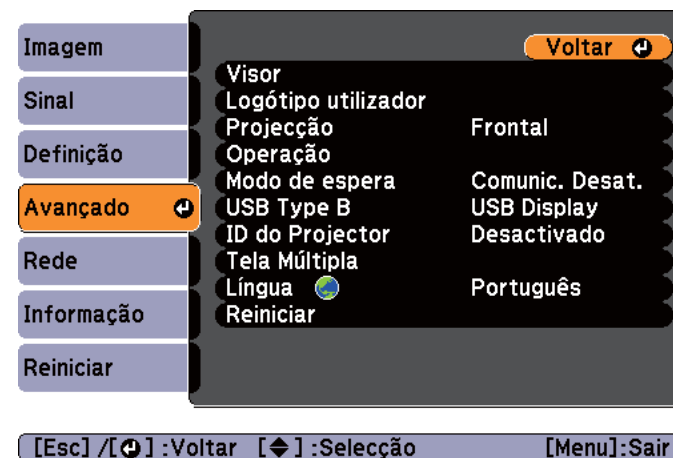 Imagem
Sinal
Definição
Avançado
Rede
Informação
Reiniciar
Voltar
Visor
Logótipo utilizador
Projecção Frontal
Operação
Modo de espera Comunic. Desat.
USB Type B USB Display
ID do Projector Desactivado
Tela Múltipla
Língua Português
Reiniciar
[Esc] /[ ] :Voltar [ ] :Selecção [Menu]:Sair